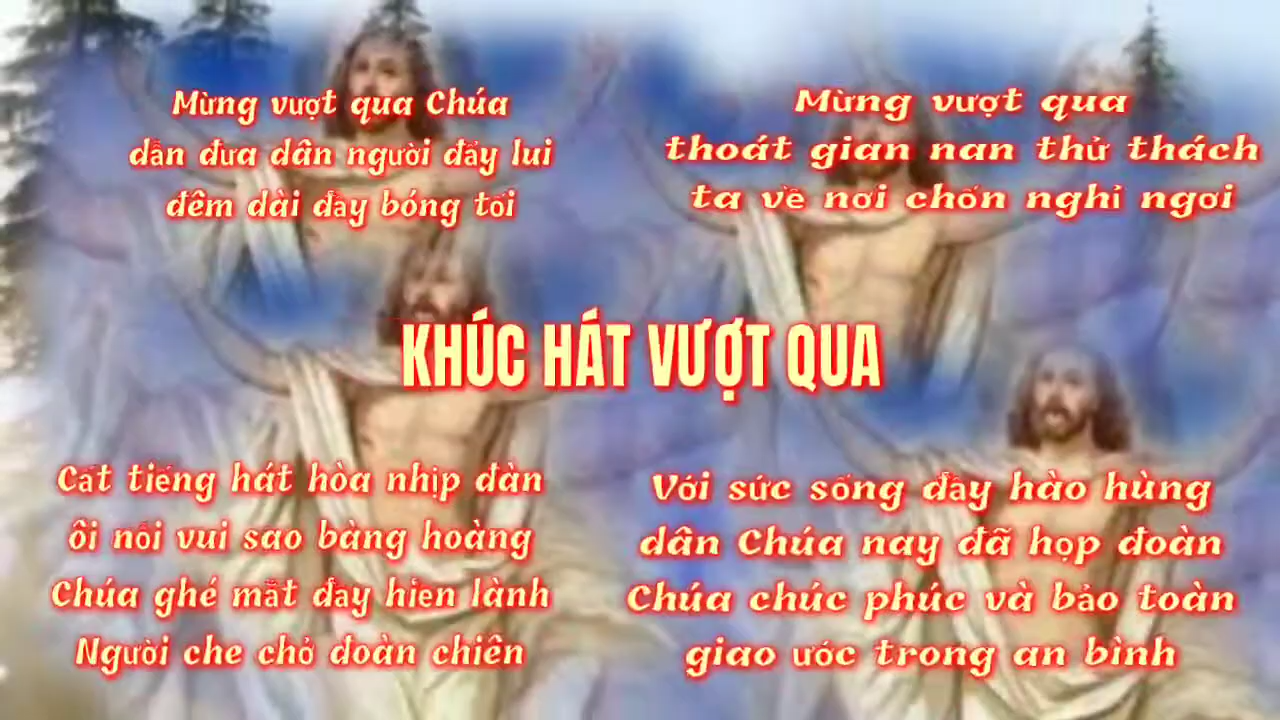 Mừng vượt qua Chúa
dẫn đưa dân người đẩy lui
đêm dài đầy bóng tối
Mừng vượt qua
thoát gian nan thử thách
ta về nơi chốn nghỉ ngơi
KHÚC HÁT VƯỢT QUA
Cất tiếng hát hòa nhịp đàn
ôi nỗi vui sao bàng hoàng
Chúa ghé mắt đầy hiền lành
Người che chở đoàn chiên
Với sức sống đầy hào hùng
dân Chúa nay đã họp đoàn
Chúa chúc phúc và bảo toàn
giao ước trong an bình